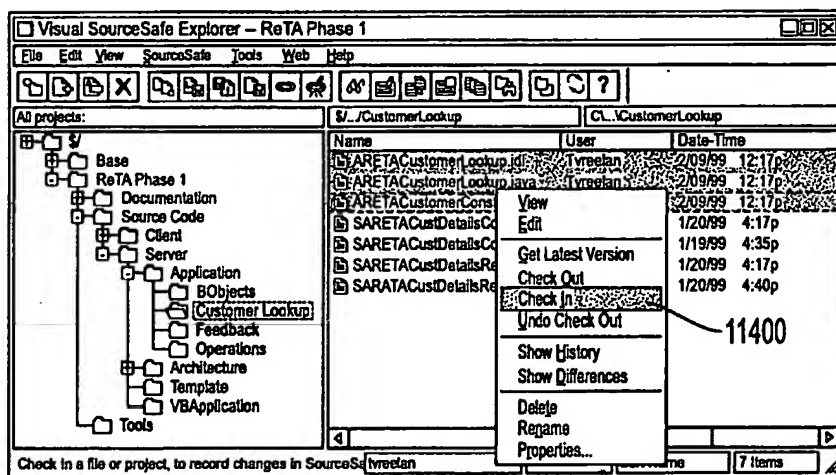 Visual SourceSafe Explorer – ReTA Phase 1
File Edit View SourceSafe Tools Web Help
All projects:
$/.../CustomerLookup
C\...\CustomerLookup
$/
Base
ReTA Phase 1
Documentation
Source Code
Client
Server
Application
BObjects
Customer Lookup
Feedback
Operations
Architecture
Template
VBApplication
Tools
Name User Date-Time
ARETACustomerLookup.idl Tvreelan 2/09/99 12:17p
ARETACustomerLookup.java Tvreelan 2/09/99 12:17p
ARETACustomerCons 2/09/99 12:17p
SARETACustDetailsCo 1/20/99 4:17p
SARETACustDetailsCo 1/19/99 4:35p
SARETACustDetailsRe 1/20/99 4:17p
SARATACustDetailsRe 1/20/99 4:40p
View
Edit
Get Latest Version
Check Out
Check In
Undo Check Out
Show History
Show Differences
Delete
Rename
Properties...
11400
Check in a file or project, to record changes in SourceSa tvreelan 7 Items